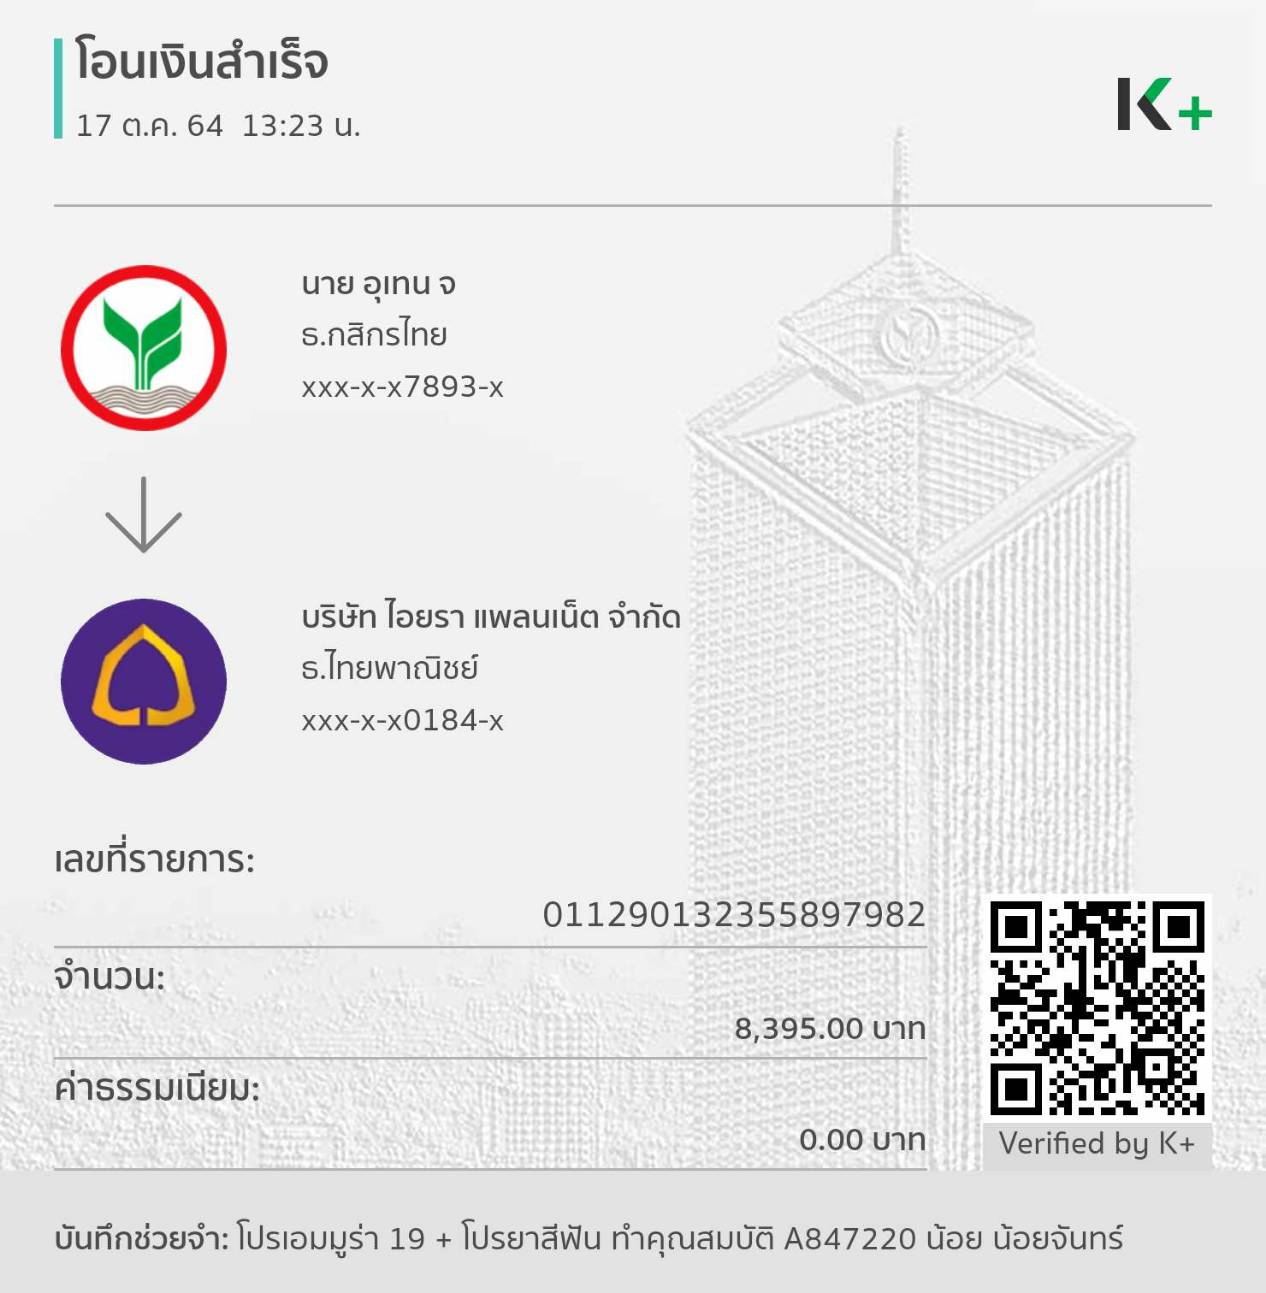 โอนเงินสำเร็จ
17 ต.ค. 64 13:23 น.
K+
นาย อุเทน จ
ธ.กสิกรไทย
xxx-x-x7893-x
บริษัท ไอยรา แพลนเน็ต จำกัด
ธ.ไทยพาณิชย์
xxx-x-x0184-x
เลขที่รายการ:
011290132355897982
จำนวน:
8,395.00 บาท
ค่าธรรมเนียม:
0.00 บาท
Verified by K+
บันทึกช่วยจำ: โปรเอมมูร่า 19 + โปรยาสีฟัน ทำคุณสมบัติ A847220 น้อย น้อยจันทร์